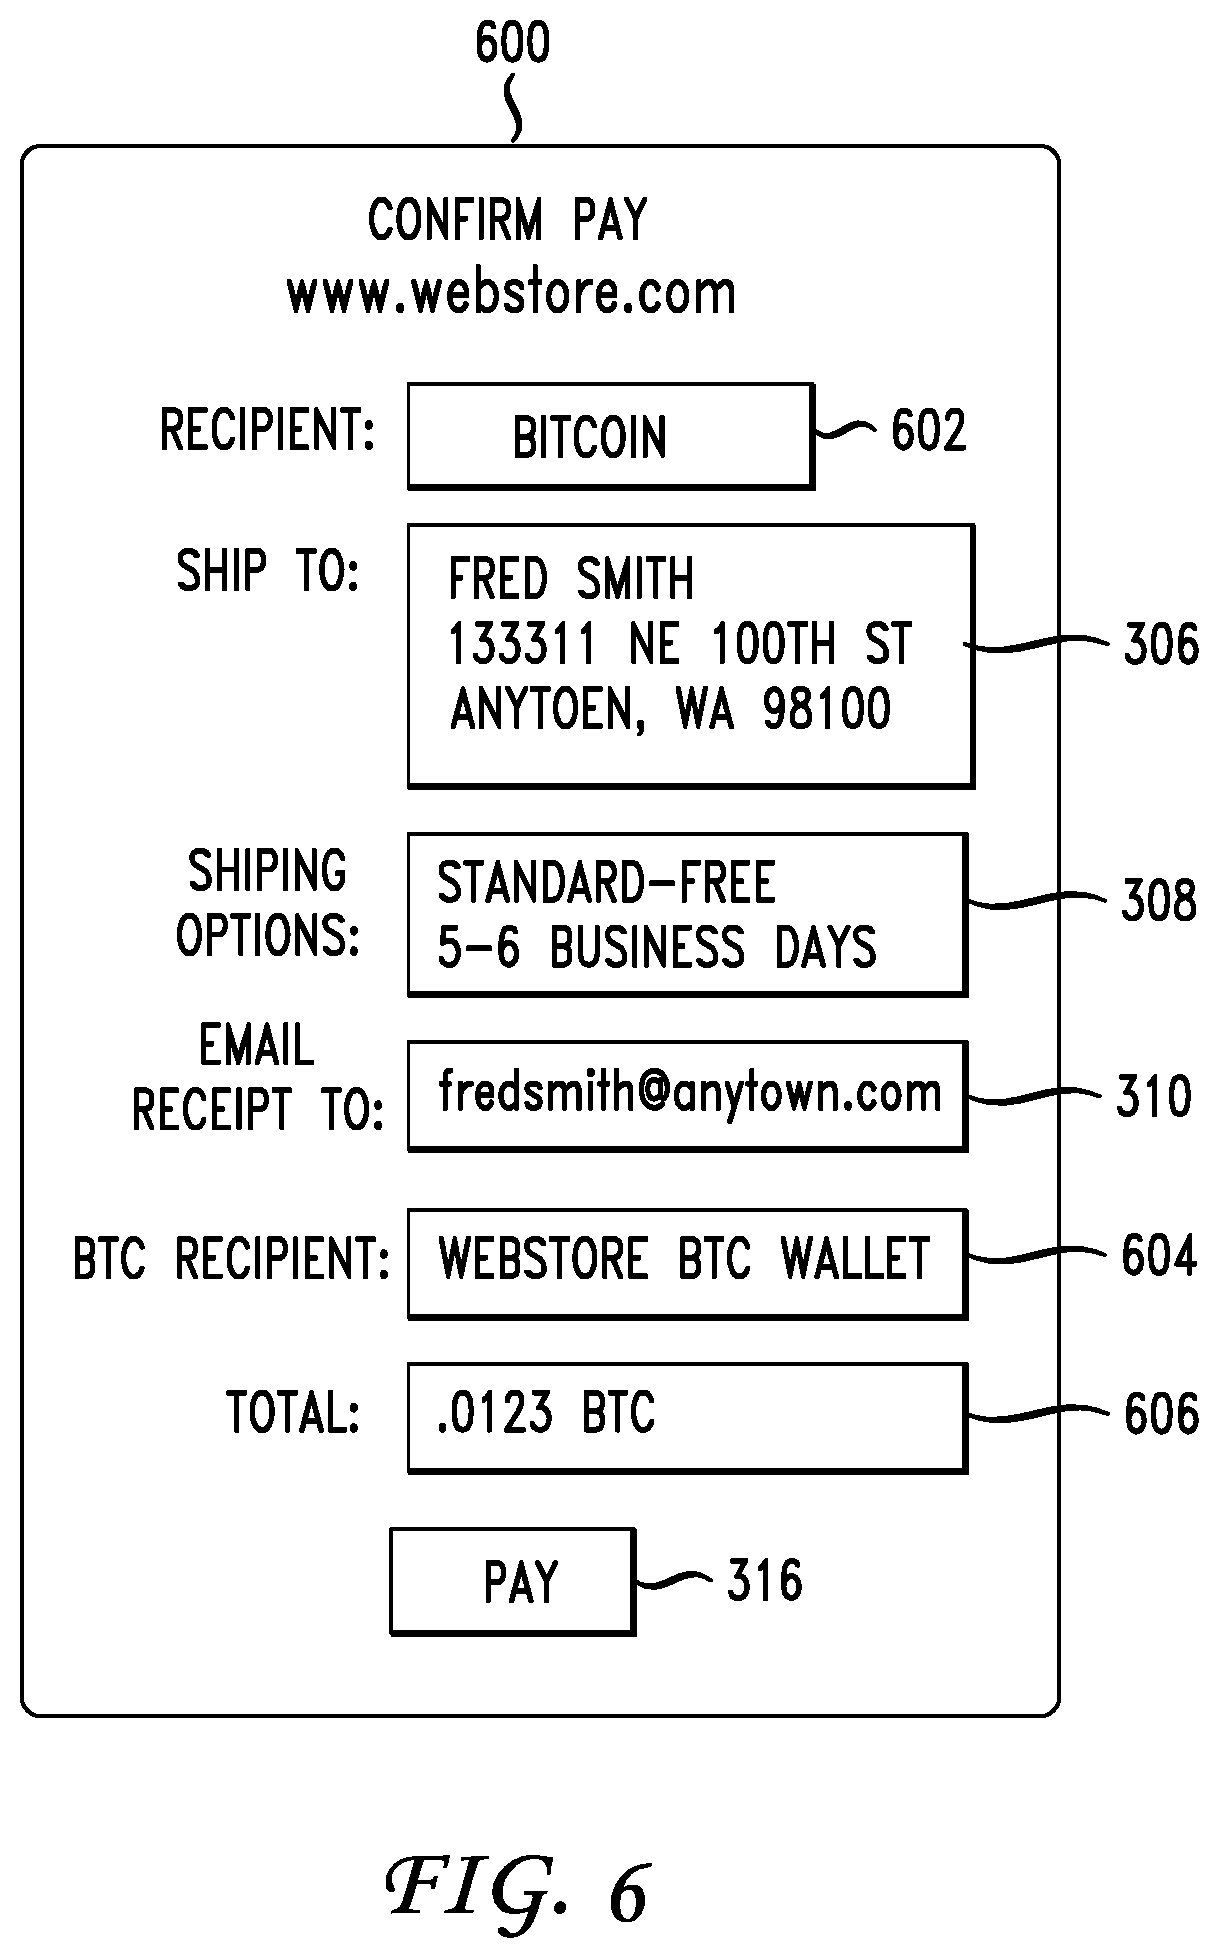 600
CONFIRM PAY
www.webstore.com
RECIPIENT: BITCOIN 602
SHIP TO: FRED SMITH
133311 NE 100TH ST 306
ANYTOEN, WA 98100
SHIPING OPTIONS: STANDARD-FREE
5-6 BUSINESS DAYS 308
EMAIL RECEIPT TO: fredsmith@anytown.com 310
BTC RECIPIENT: WEBSTORE BTC WALLET 604
TOTAL: .0123 BTC 606
PAY 316
FIG. 6